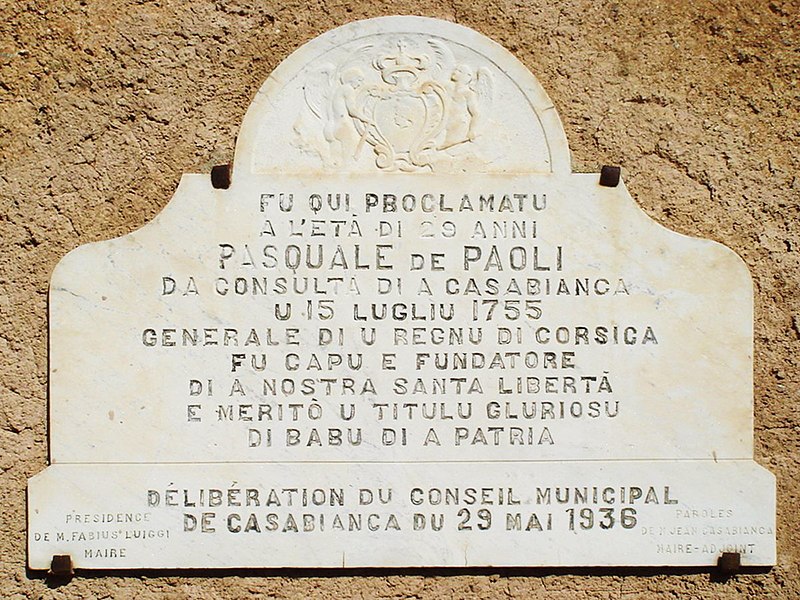 FU QUI PROCLAMATU
A L'ETÀ DI 29 ANNI
PASQUALE DE PAOLI
DA CONSULTA DI A CASABIANCA
U 15 LUGLIU 1755
GENERALE DI U REGNU DI CORSICA
FU CAPU E FUNDATORE
DI A NOSTRA SANTA LIBERTÀ
E MERITÒ U TITULU GLURIOSU
DI BABU DI A PATRIA
DÉLIBÉRATION DU CONSEIL MUNICIPAL
DE CASABIANCA DU 29 MAI 1936
PRESIDENCE
DE M. FABIUS LUIGGI
MAIRE
PAROLES
DE M. JEAN CASABIANCA
MAIRE-ADJOINT